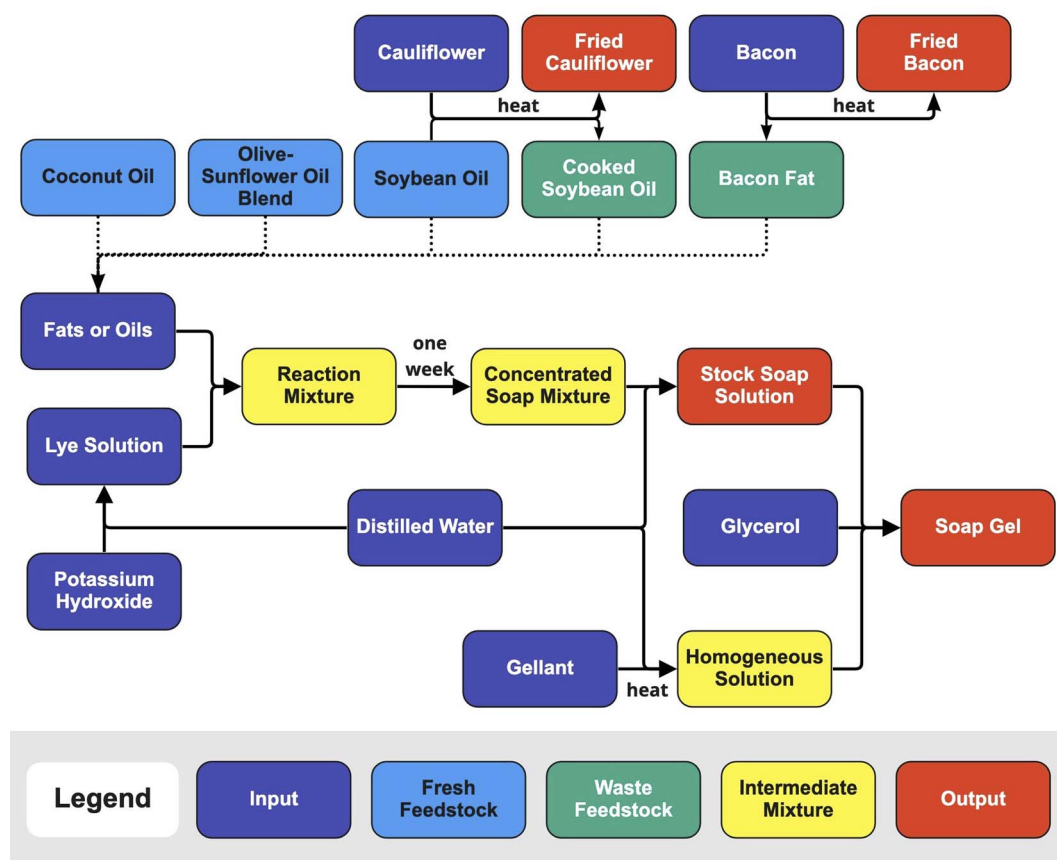 Cauliflower
Fried
Cauliflower
Bacon
Fried
Bacon
heat
heat
Coconut Oil
Olive-
Sunflower Oil
Blend
Soybean Oil
Cooked
Soybean Oil
Bacon Fat
Fats or Oils
Reaction
Mixture
one
week
Concentrated
Soap Mixture
Stock Soap
Solution
Lye Solution
Distilled Water
Glycerol
Soap Gel
Potassium
Hydroxide
Gellant
heat
Homogeneous
Solution
Legend
Input
Fresh
Feedstock
Waste
Feedstock
Intermediate
Mixture
Output